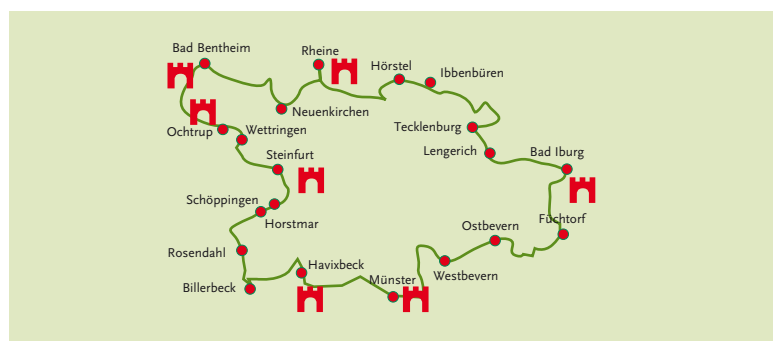 Bad Bentheim
Rheine
Hörstel
Ibbenbüren
Neuenkirchen
Ochtrup
Wettringen
Tecklenburg
Steinfurt
Lengerich
Bad Iburg
Schöppingen
Horstmar
Füchtorf
Ostbevern
Rosendahl
Havixbeck
Westbevern
Münster
Billerbeck